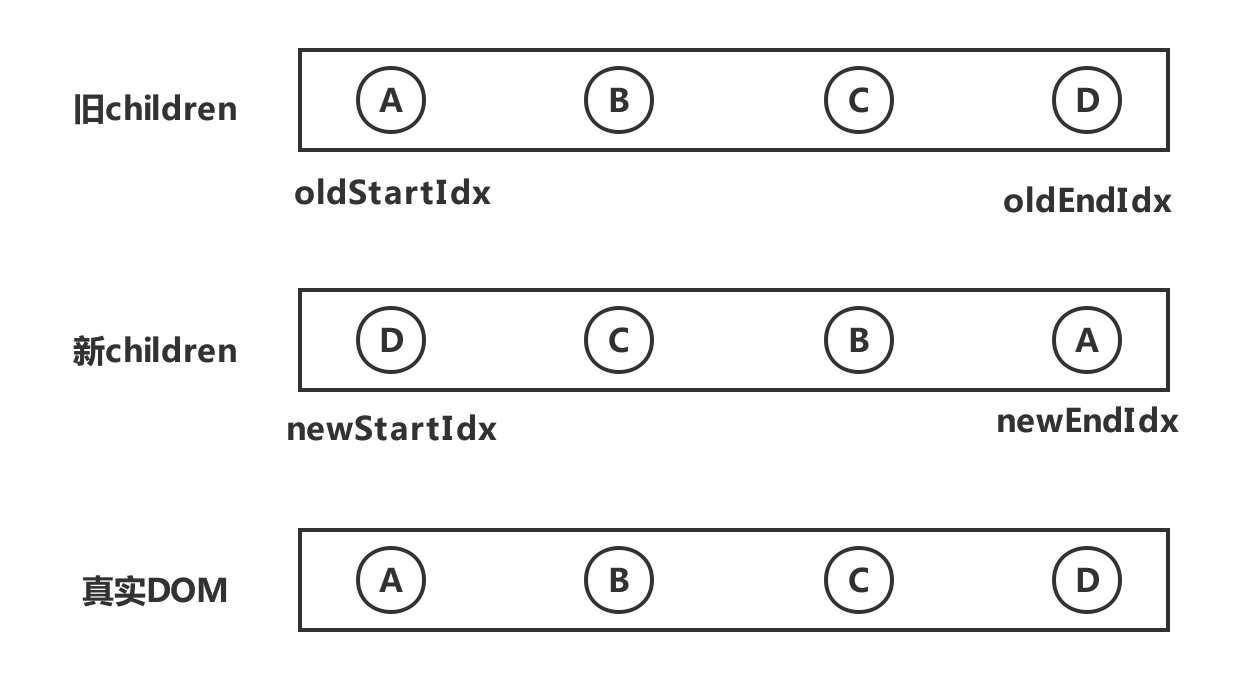 旧children A B C D
oldStartIdx oldEndIdx
新children D C B A
newStartIdx newEndIdx
真实DOM A B C D